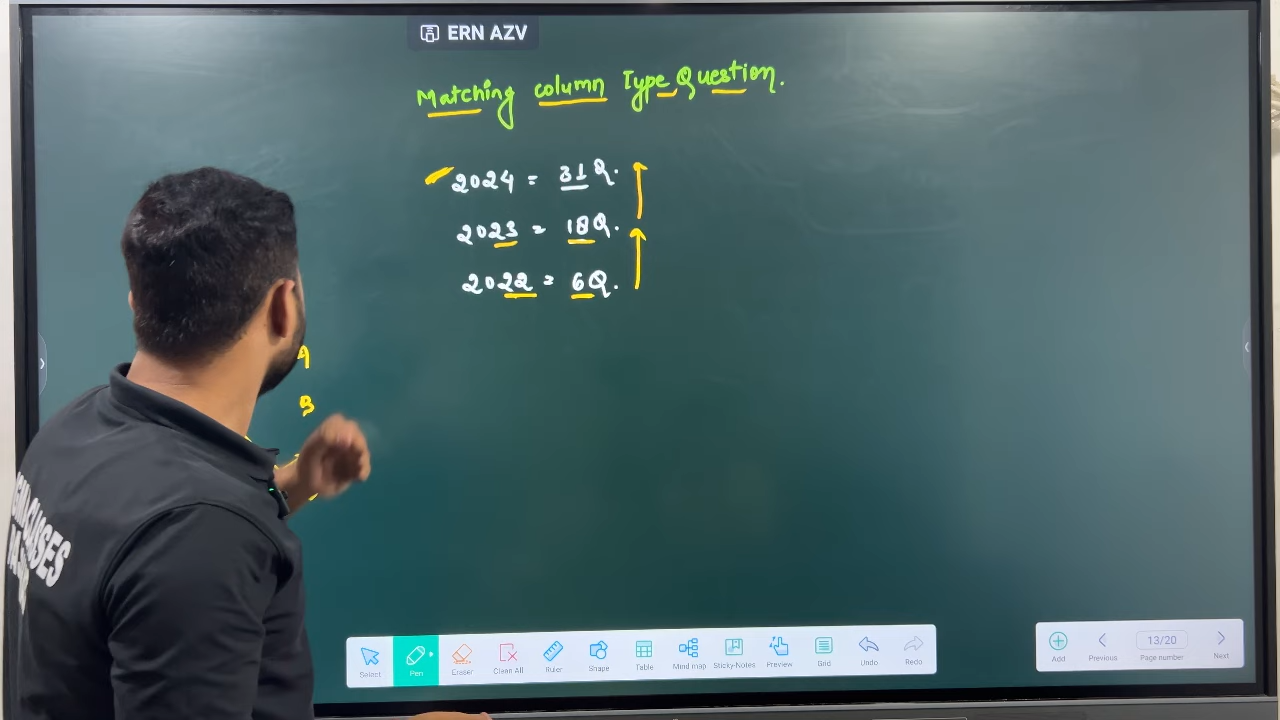 ERN AZV
Matching column Type Question.
2024 = 31Q.
2023 = 18Q.
2022 = 6Q.
A
B
CLASSES
Select
Pen
Eraser
Clean All
Ruler
Shape
Table
Mind map
Sticky-Notes
Preview
Grid
Undo
Redo
Add
Previous
13/20
Page number
Next